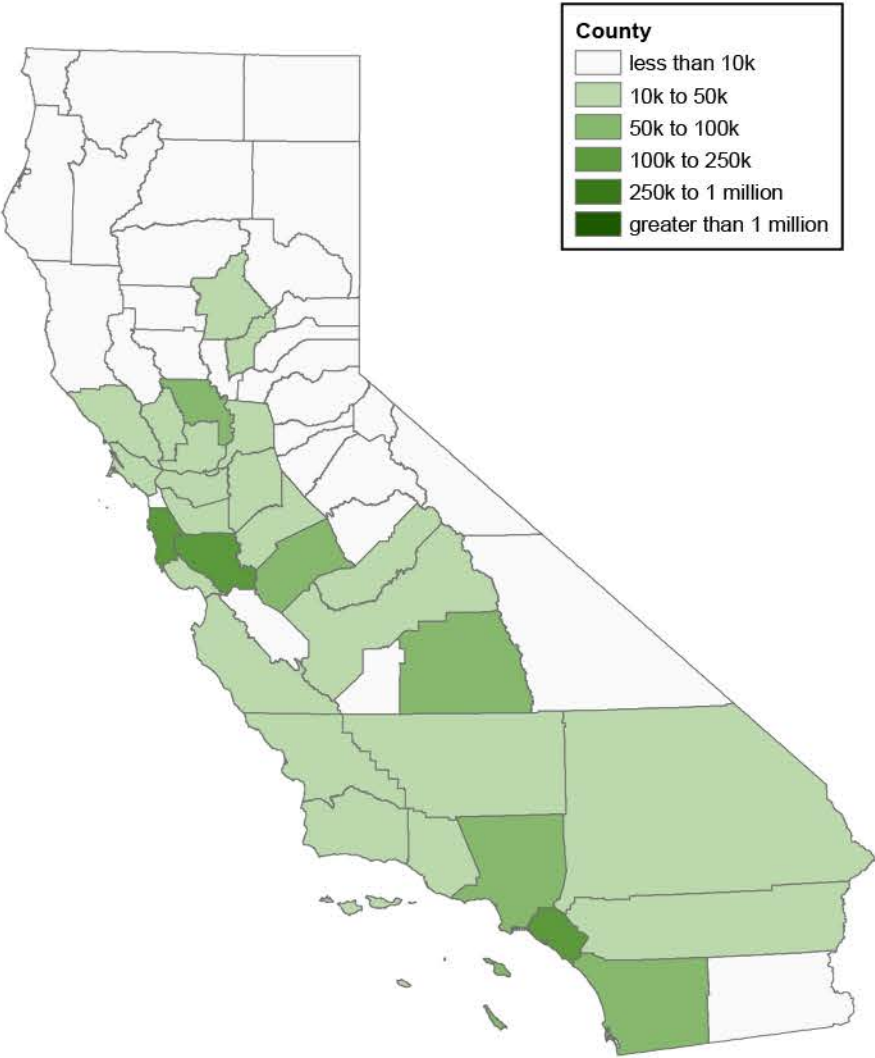 County
less than 10k
10k to 50k
50k to 100k
100k to 250k
250k to 1 million
greater than 1 million